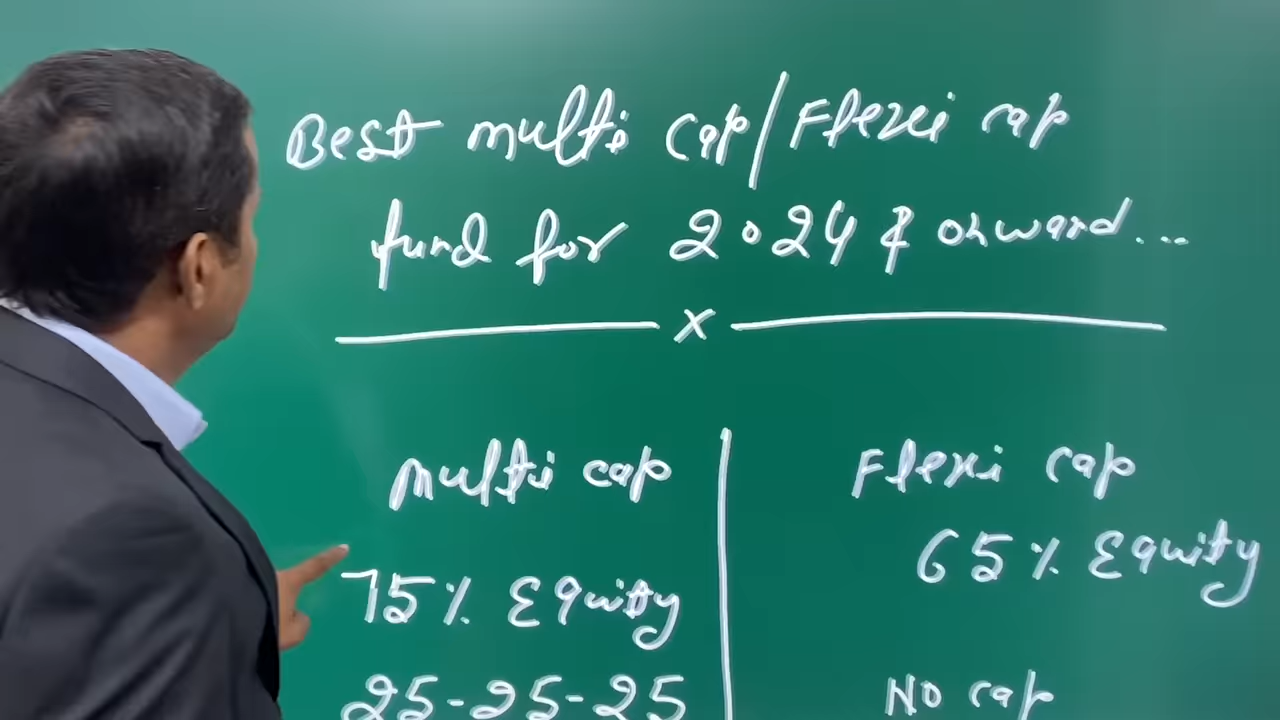 Best multi cap/Flexi cap
fund for 2024 & onward...
x
multi cap
75% Equity
25-25-25
Flexi cap
65% Equity
No cap